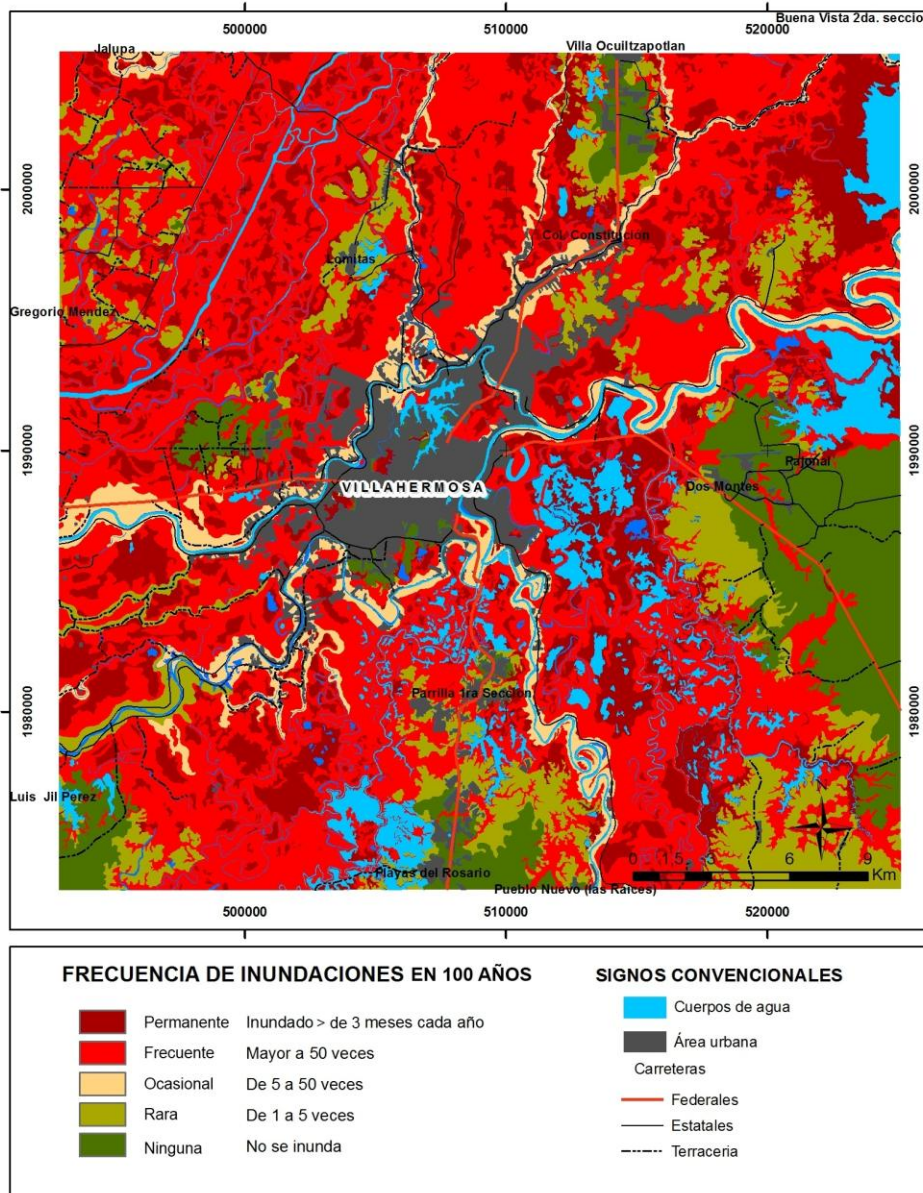 Buena Vista 2da. seccio
500000 510000 520000
Jalupa
Villa Ocuiltzapotlan
2000000 2000000
Col. Constitución
Lomitas
Gregorio Mendez
1990000 1990000
Pajonal
VILLAHERMOSA
Dos Montes
Parrilla 1ra Sección
1980000 1980000
Luis Jil Perez
0 1.5 3 6 9
Km
Playas del Rosario
Pueblo Nuevo (las Raices)
500000 510000 520000
FRECUENCIA DE INUNDACIONES EN 100 AÑOS
Permanente Inundado > de 3 meses cada año
Frecuente Mayor a 50 veces
Ocasional De 5 a 50 veces
Rara De 1 a 5 veces
Ninguna No se inunda
SIGNOS CONVENCIONALES
Cuerpos de agua
Área urbana
Carreteras
Federales
Estatales
Terraceria